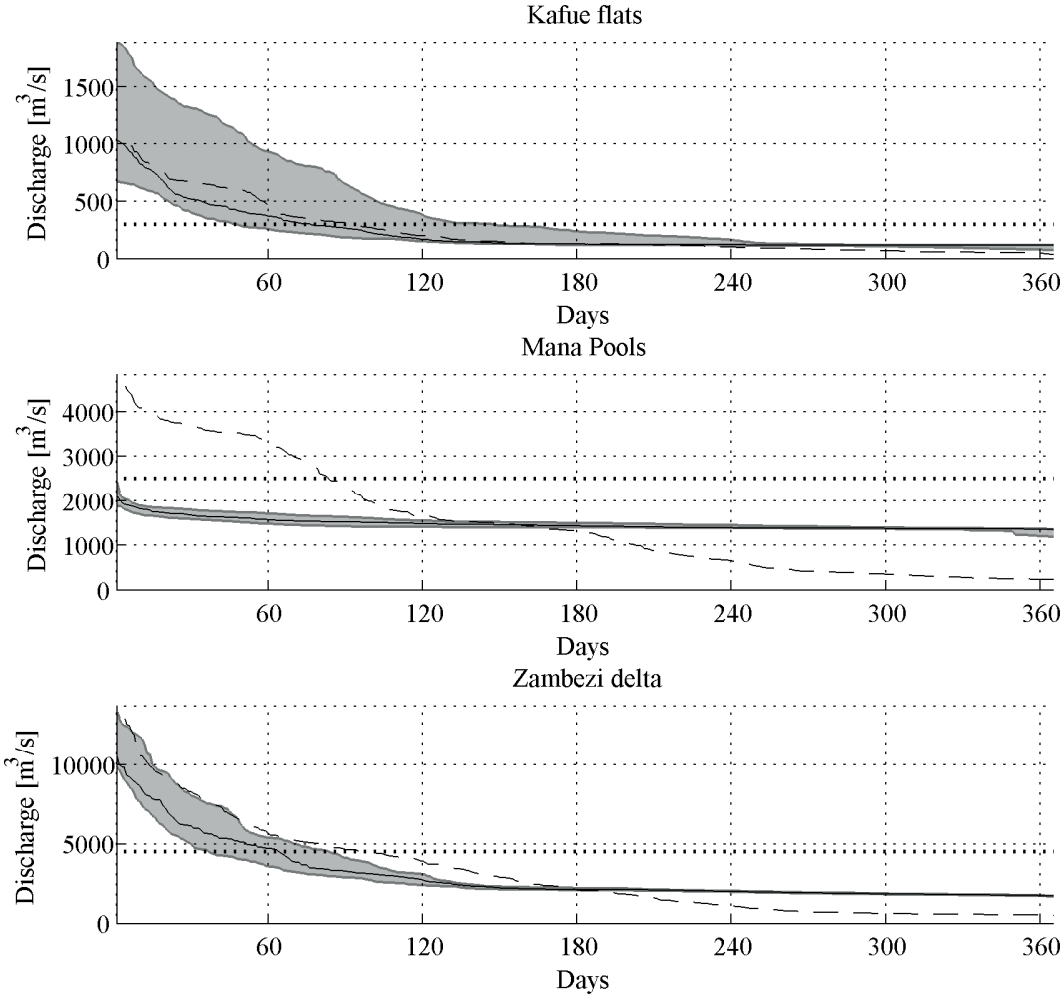 Kafue flats
Discharge [m³/s]
1500
1000
500
0
60 120 180 240 300 360
Days
Mana Pools
Discharge [m³/s]
4000
3000
2000
1000
0
60 120 180 240 300 360
Days
Zambezi delta
Discharge [m³/s]
10000
5000
0
60 120 180 240 300 360
Days